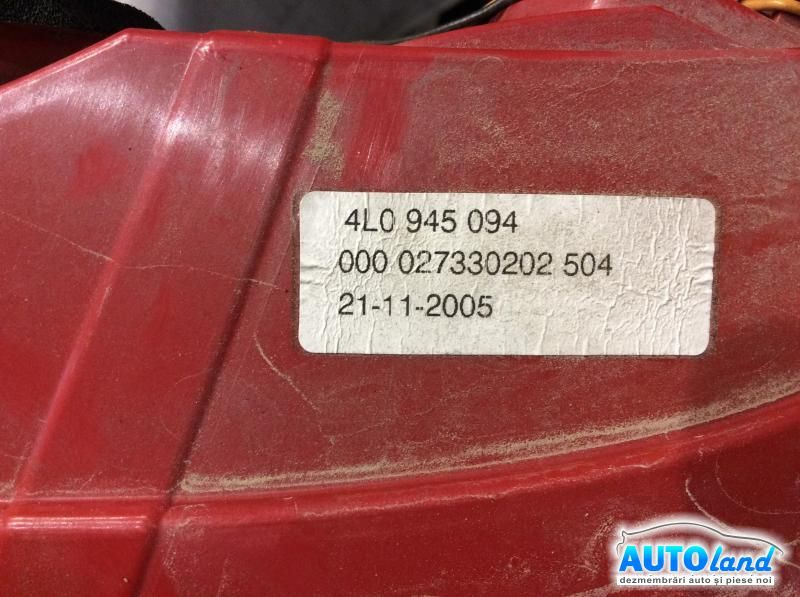 4L0 945 094
000 027330202 504
21-11-2005
AUTOland
dezmembrări auto și piese noi